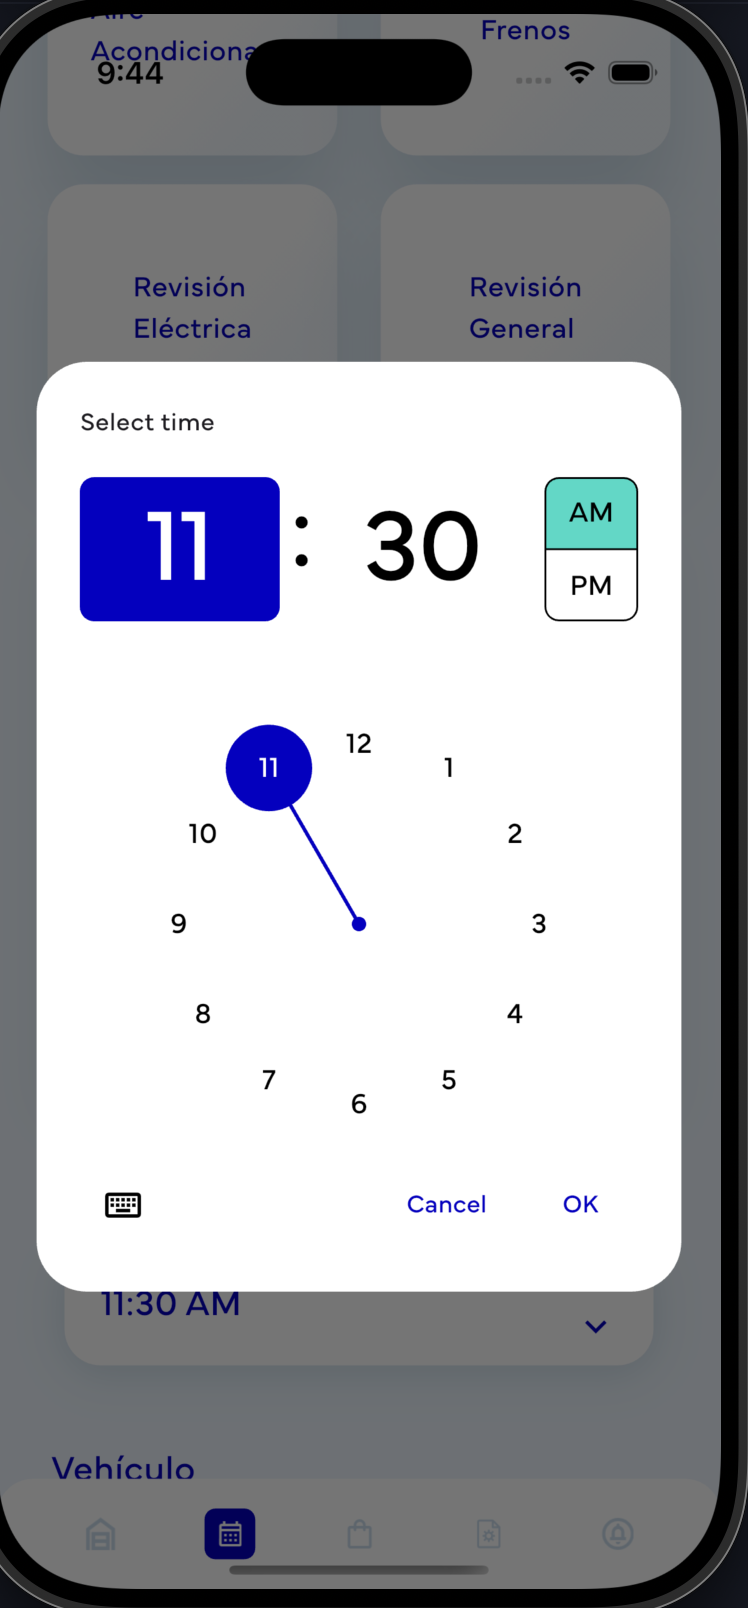 Aire
Acondiciona
Frenos
9:44
Revisión
Eléctrica
Revisión
General
Select time
11 : 30
AM
PM
12
11
1
10
2
9
3
8
4
7
5
6
Cancel
OK
11:30 AM
Vehículo